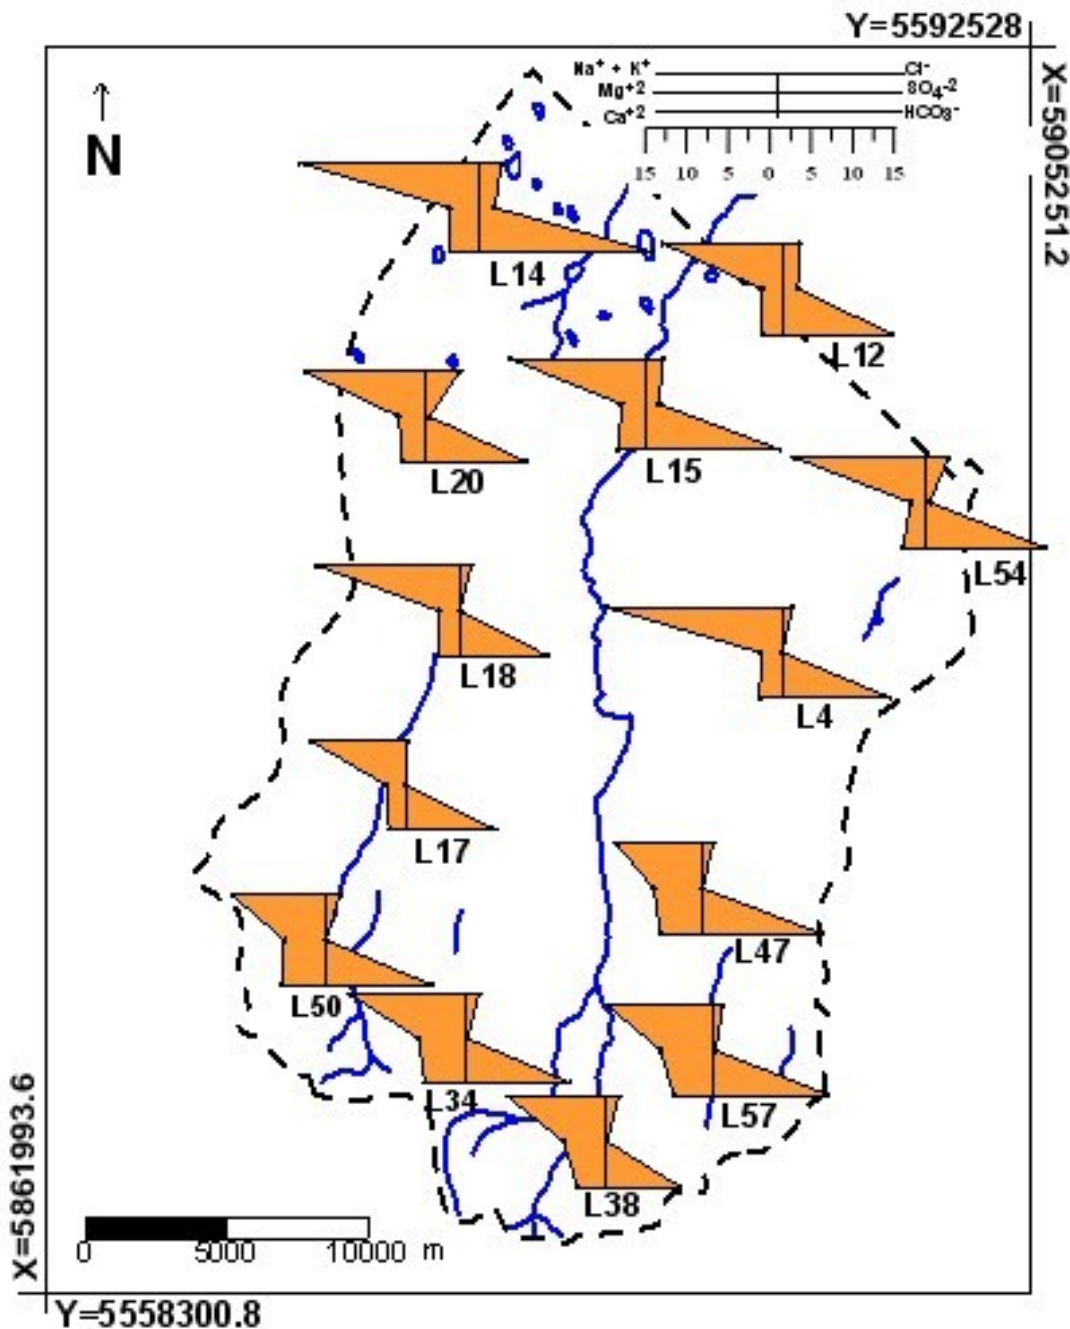 Y=5592528
X=5905251.2
N
Na⁺ + K⁺ Cl⁻
Mg⁺² SO₄⁻²
Ca⁺² HCO₃⁻
15 10 5 0 5 10 15
L14
L12
L20
L15
L54
L18
L4
L17
L47
L50
L34
L57
L38
0 5000 10000 m
X=5861993.6
Y=5558300.8